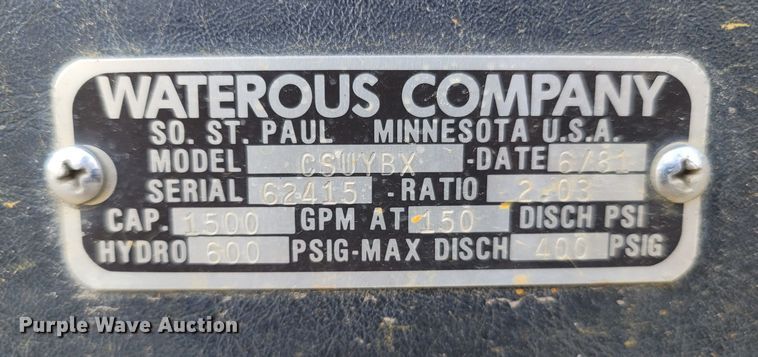 WATEROUS COMPANY
SO. ST. PAUL MINNESOTA U.S.A.
MODEL CSUYBX -DATE 6/81
SERIAL 62415 -RATIO 2.03
CAP. 1500 GPM AT 150 DISCH PSI
HYDRO 600 PSIG-MAX DISCH 400 PSIG
Purple Wave Auction